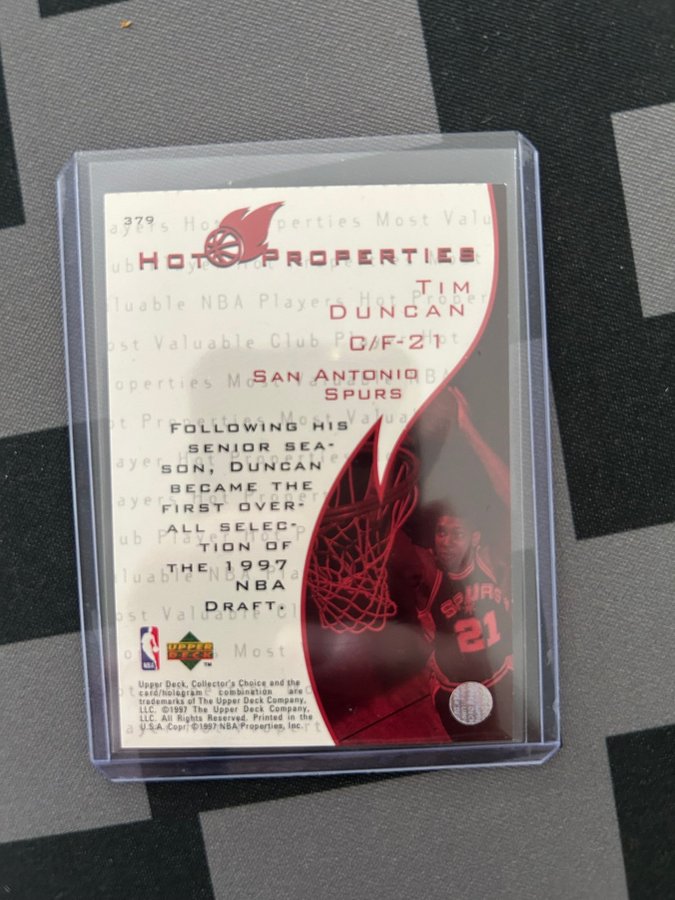 379
HOT PROPERTIES
TIM
DUNCAN
C/F-21
SAN ANTONIO
SPURS
FOLLOWING HIS
SENIOR SEA-
SON, DUNCAN
BECAME THE
FIRST OVER-
ALL SELEC-
TION OF
THE 1997
NBA
DRAFT.
SPURS
21
NBA
UPPER
DECK
TM
Upper Deck, Collector's Choice and the
card/hologram combination are
trademarks of The Upper Deck Company,
LLC. ©1997 The Upper Deck Company,
LLC. All Rights Reserved. Printed in the
U.S.A. Copr. ©1997 NBA Properties, Inc.